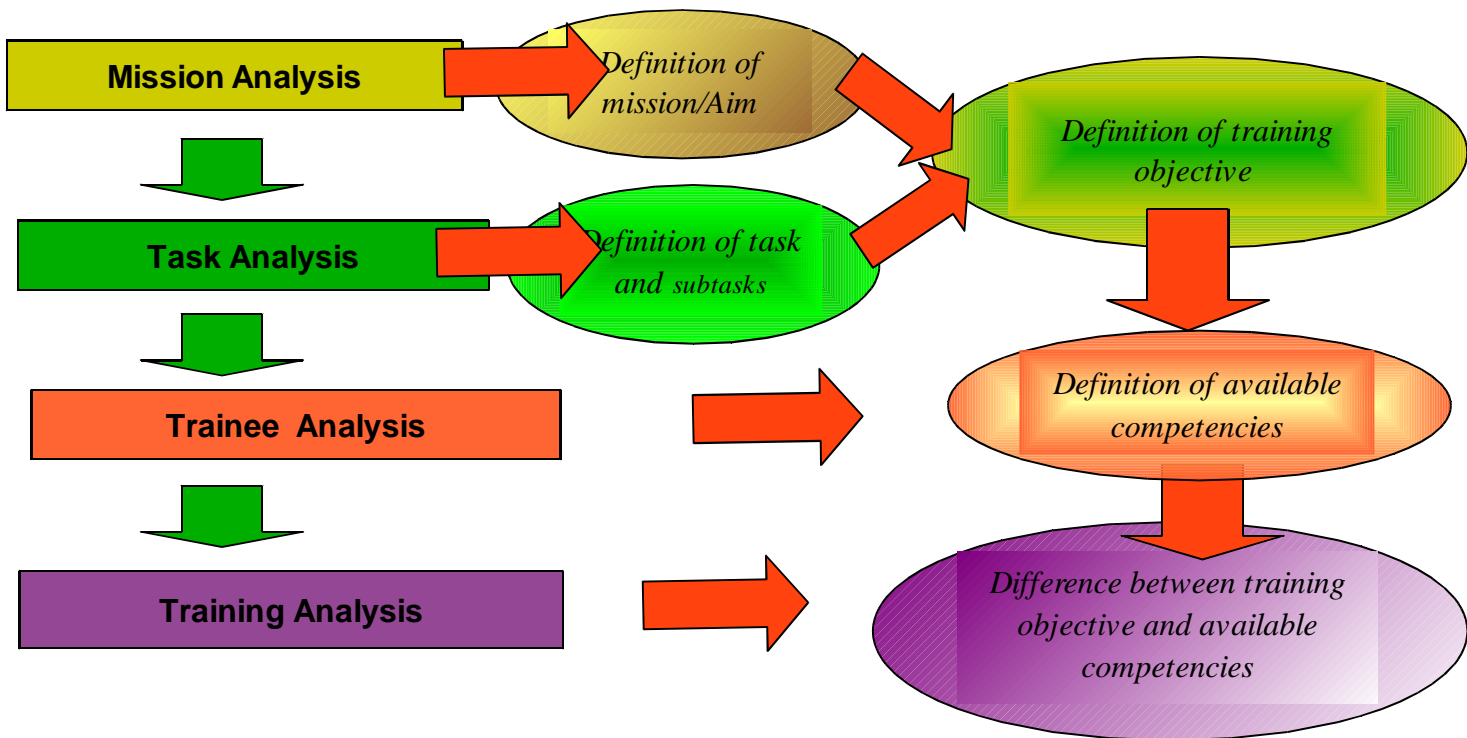 Mission Analysis
Definition of
mission/Aim
Definition of training
objective
Task Analysis
Definition of task
and subtasks
Trainee Analysis
Definition of available
competencies
Training Analysis
Difference between training
objective and available
competencies